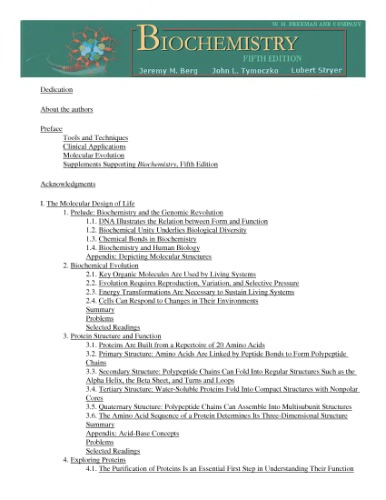 W. H. FREEMAN AND COMPANY
BIOCHEMISTRY
FIFTH EDITION
Jeremy M. Berg John L. Tymoczko Lubert Stryer
Dedication
About the authors
Preface
Tools and Techniques
Clinical Applications
Molecular Evolution
Supplements Supporting Biochemistry, Fifth Edition
Acknowledgments
I. The Molecular Design of Life
1. Prelude: Biochemistry and the Genomic Revolution
1.1. DNA Illustrates the Relation between Form and Function
1.2. Biochemical Unity Underlies Biological Diversity
1.3. Chemical Bonds in Biochemistry
1.4. Biochemistry and Human Biology
Appendix: Depicting Molecular Structures
2. Biochemical Evolution
2.1. Key Organic Molecules Are Used by Living Systems
2.2. Evolution Requires Reproduction, Variation, and Selective Pressure
2.3. Energy Transformations Are Necessary to Sustain Living Systems
2.4. Cells Can Respond to Changes in Their Environments
Summary
Problems
Selected Readings
3. Protein Structure and Function
3.1. Proteins Are Built from a Repertoire of 20 Amino Acids
3.2. Primary Structure: Amino Acids Are Linked by Peptide Bonds to Form Polypeptide
Chains
3.3. Secondary Structure: Polypeptide Chains Can Fold Into Regular Structures Such as the
Alpha Helix, the Beta Sheet, and Turns and Loops
3.4. Tertiary Structure: Water-Soluble Proteins Fold Into Compact Structures with Nonpolar
Cores
3.5. Quaternary Structure: Polypeptide Chains Can Assemble Into Multisubunit Structures
3.6. The Amino Acid Sequence of a Protein Determines Its Three-Dimensional Structure
Summary
Appendix: Acid-Base Concepts
Problems
Selected Readings
4. Exploring Proteins
4.1. The Purification of Proteins Is an Essential First Step in Understanding Their Function